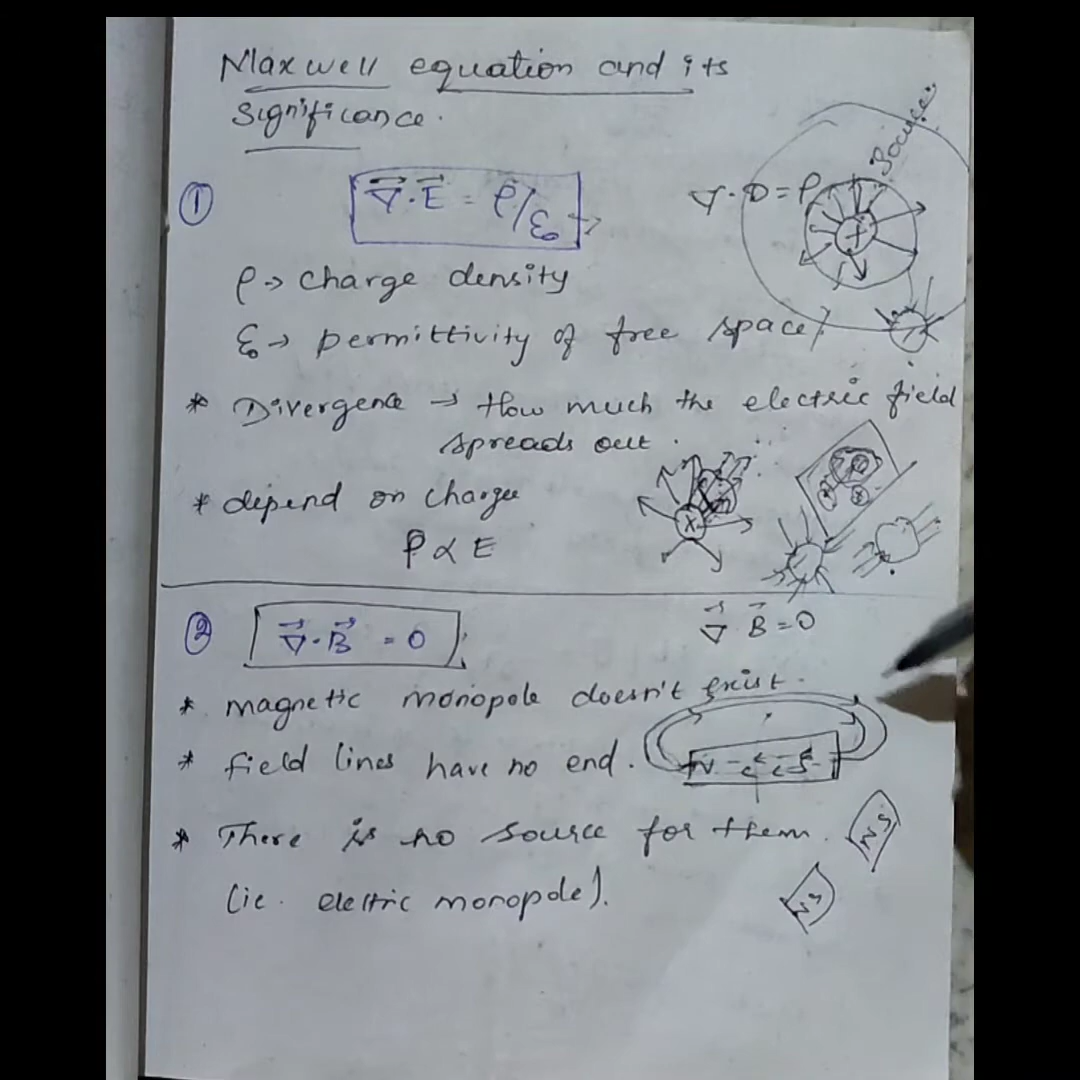 Maxwell equation and its
significance.
①
∇⃗·E⃗ = ρ/ε₀
∇·D = ρ
Source
ρ → charge density
ε₀ → permittivity of free space
* Divergence → How much the electric field
spreads out.
* depend on charge
ρ ∝ E
②
∇⃗·B⃗ = 0
∇⃗ B⃗ = 0
* magnetic monopole doesn't exist.
* field lines have no end.
N S
* There is no source for them.
N S
(ie. electric monopole).
N S